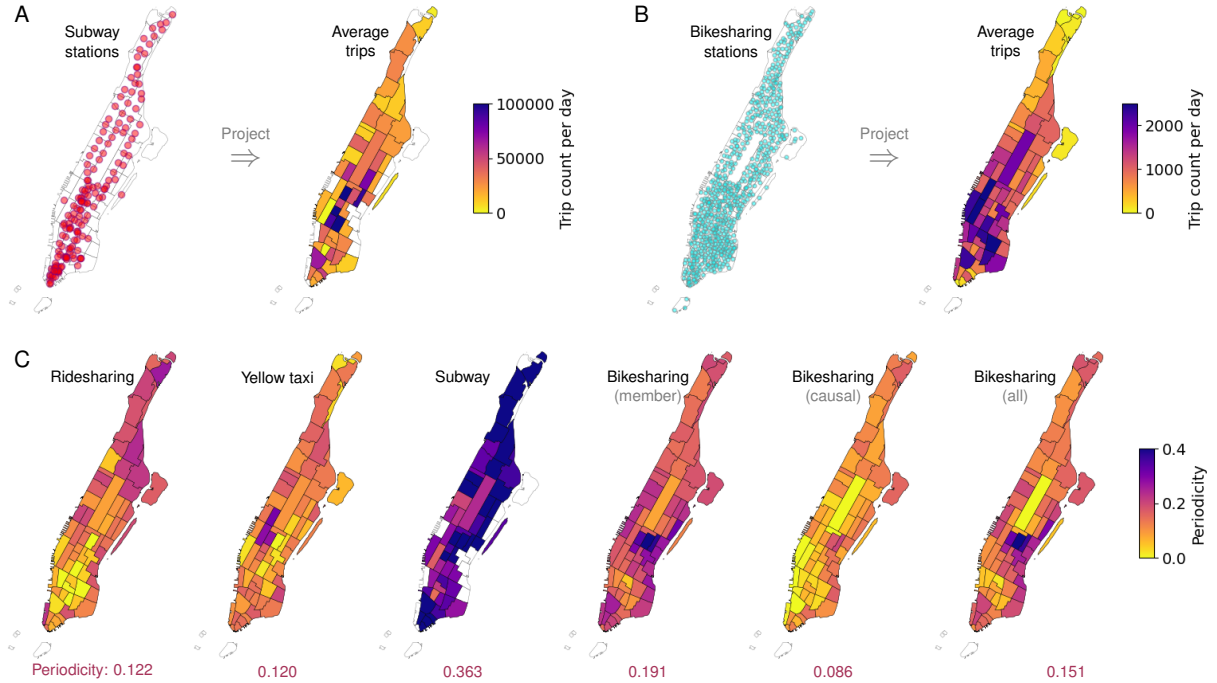 A
Subway
stations
Project
⇒
Average
trips
100000
50000
0
Trip count per day
B
Bikesharing
stations
Project
⇒
Average
trips
2000
1000
0
Trip count per day
C
Ridesharing
Yellow taxi
Subway
Bikesharing
(member)
Bikesharing
(causal)
Bikesharing
(all)
0.4
0.2
0.0
Periodicity
Periodicity: 0.122
0.120
0.363
0.191
0.086
0.151